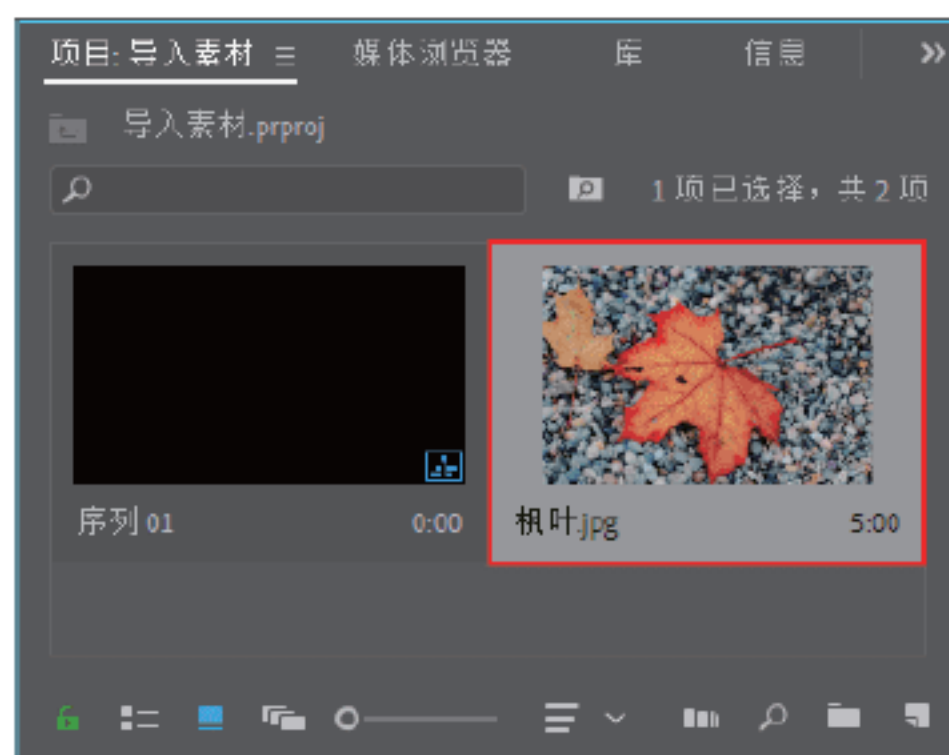 项目: 导入素材 媒体浏览器 库 信息
导入素材.prproj
1 项已选择，共 2 项
序列 01 0:00 枫叶.jpg 5:00